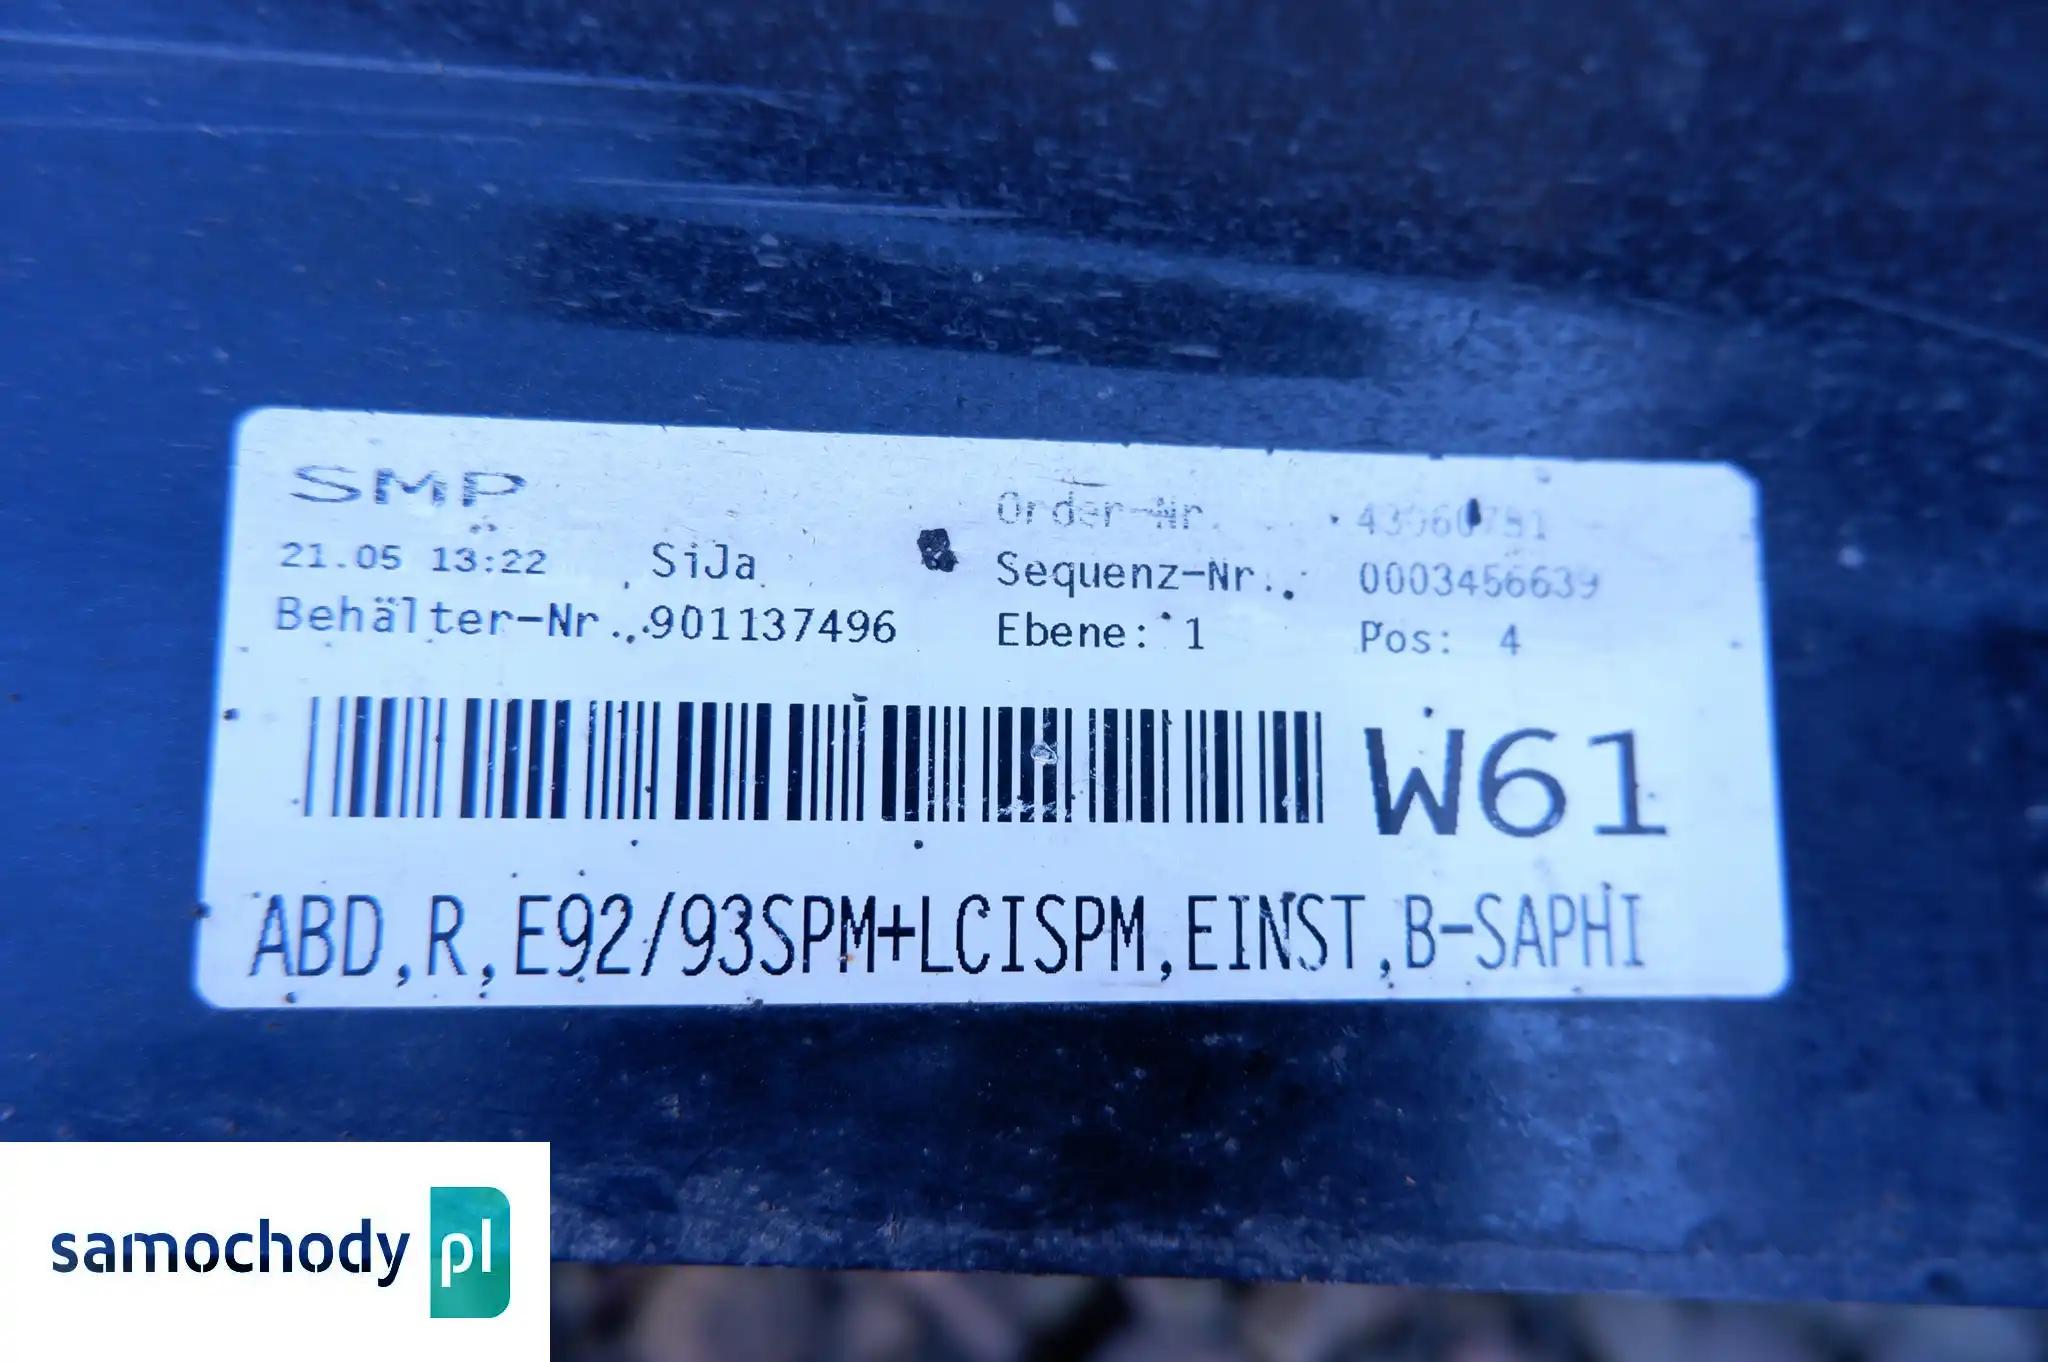 SMP
Order-Nr.
21.05 13:22 SiJa Sequenz-Nr.: 0003456639
Behälter-Nr.:901137496 Ebene: 1 Pos: 4
W61
ABD,R,E92/93SPM+LCISPM,EINST,B-SAPHI
samochody pl